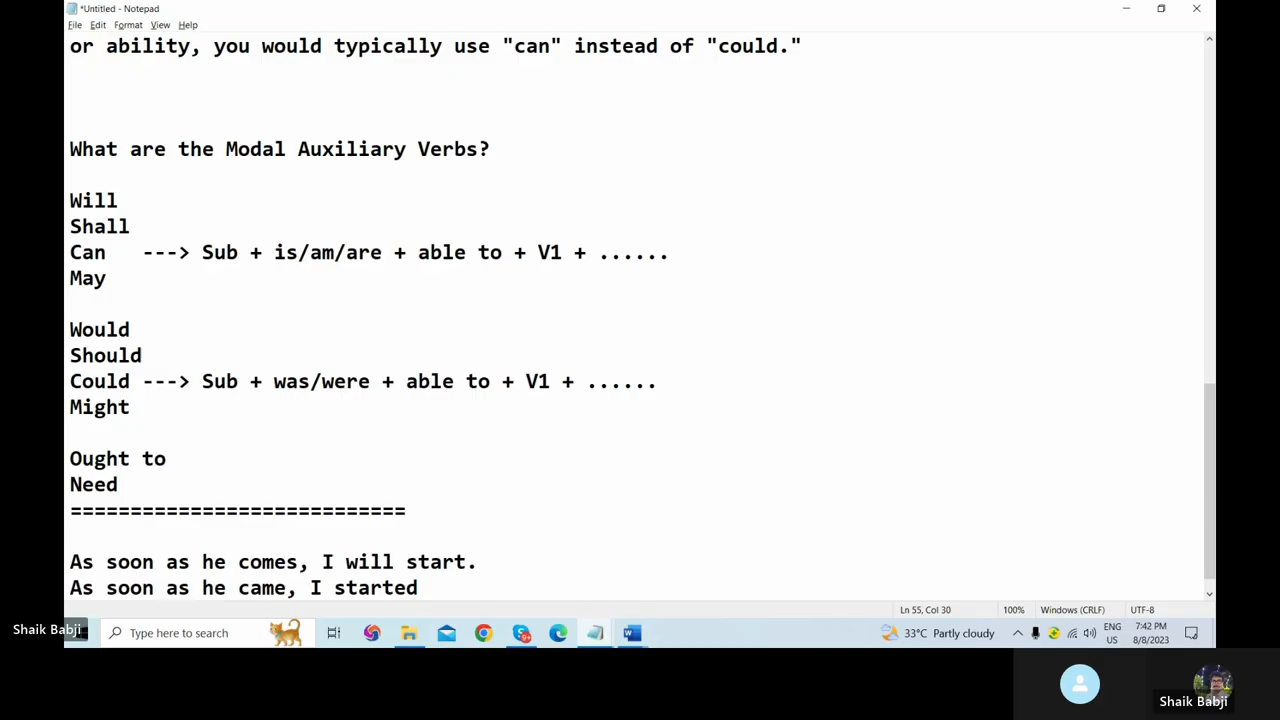 *Untitled - Notepad
File Edit Format View Help
or ability, you would typically use "can" instead of "could."
What are the Modal Auxiliary Verbs?
Will
Shall
Can ---> Sub + is/am/are + able to + V1 + ......
May
Would
Should
Could ---> Sub + was/were + able to + V1 + ......
Might
Ought to
Need
============================
As soon as he comes, I will start.
As soon as he came, I started
Ln 55, Col 30 100% Windows (CRLF) UTF-8
Shaik Babji
Type here to search
33°C Partly cloudy
ENG
US
7:42 PM
8/8/2023
Shaik Babji